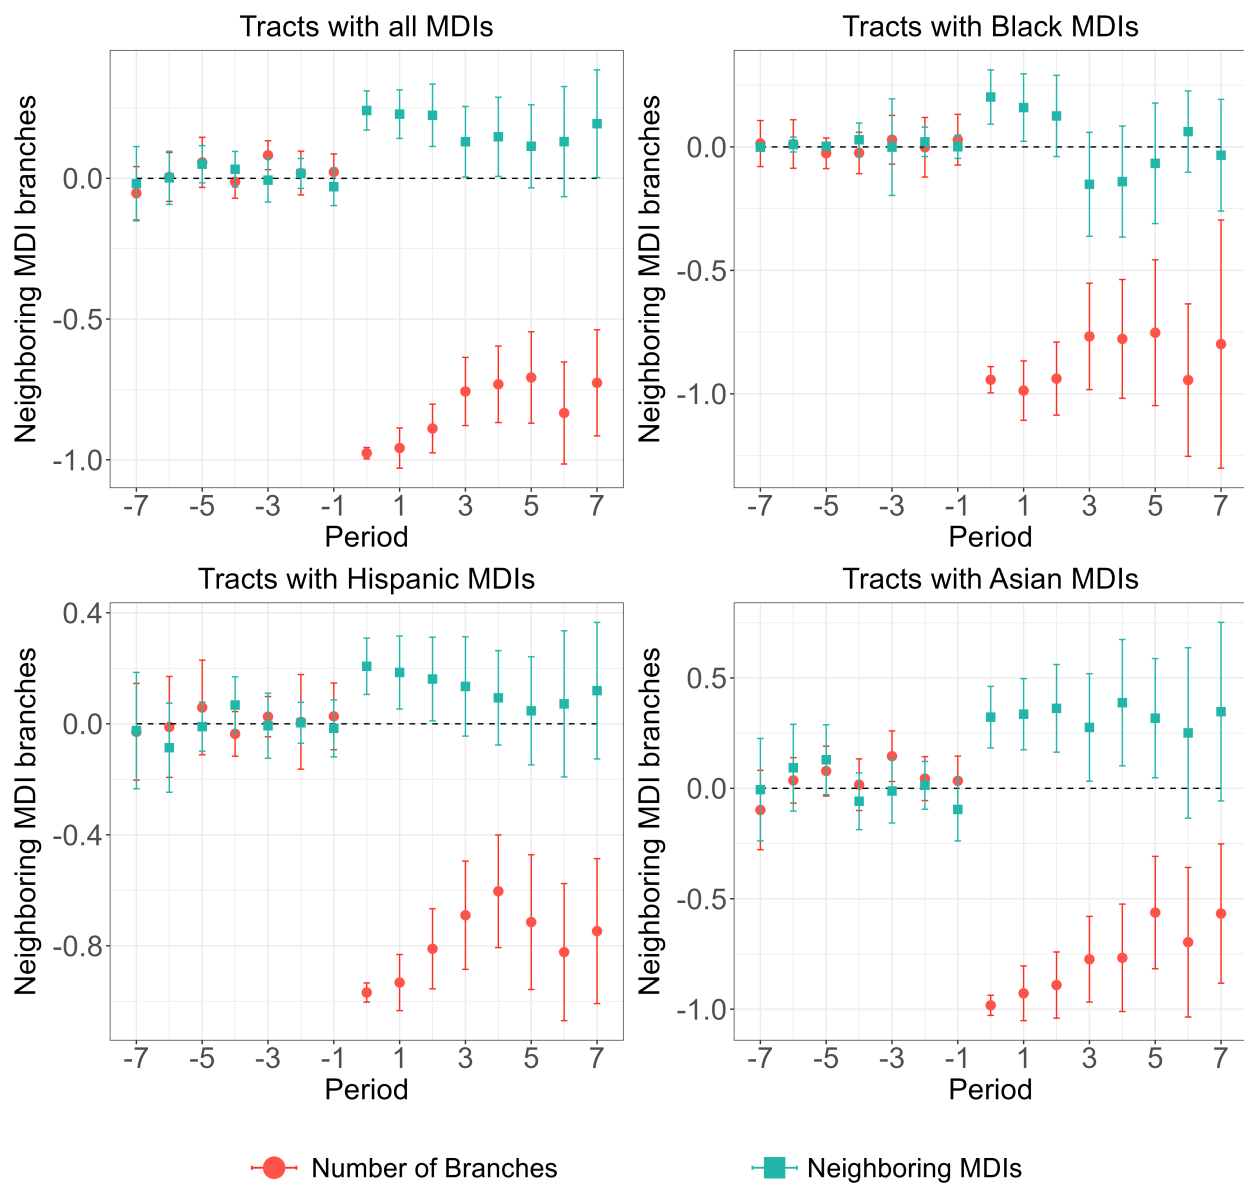 Tracts with all MDIs
Neighboring MDI branches
0.0
-0.5
-1.0
-7 -5 -3 -1 1 3 5 7
Period
Tracts with Black MDIs
Neighboring MDI branches
0.0
-0.5
-1.0
-7 -5 -3 -1 1 3 5 7
Period
Tracts with Hispanic MDIs
Neighboring MDI branches
0.4
0.0
-0.4
-0.8
-7 -5 -3 -1 1 3 5 7
Period
Tracts with Asian MDIs
Neighboring MDI branches
0.5
0.0
-0.5
-1.0
-7 -5 -3 -1 1 3 5 7
Period
Number of Branches
Neighboring MDIs